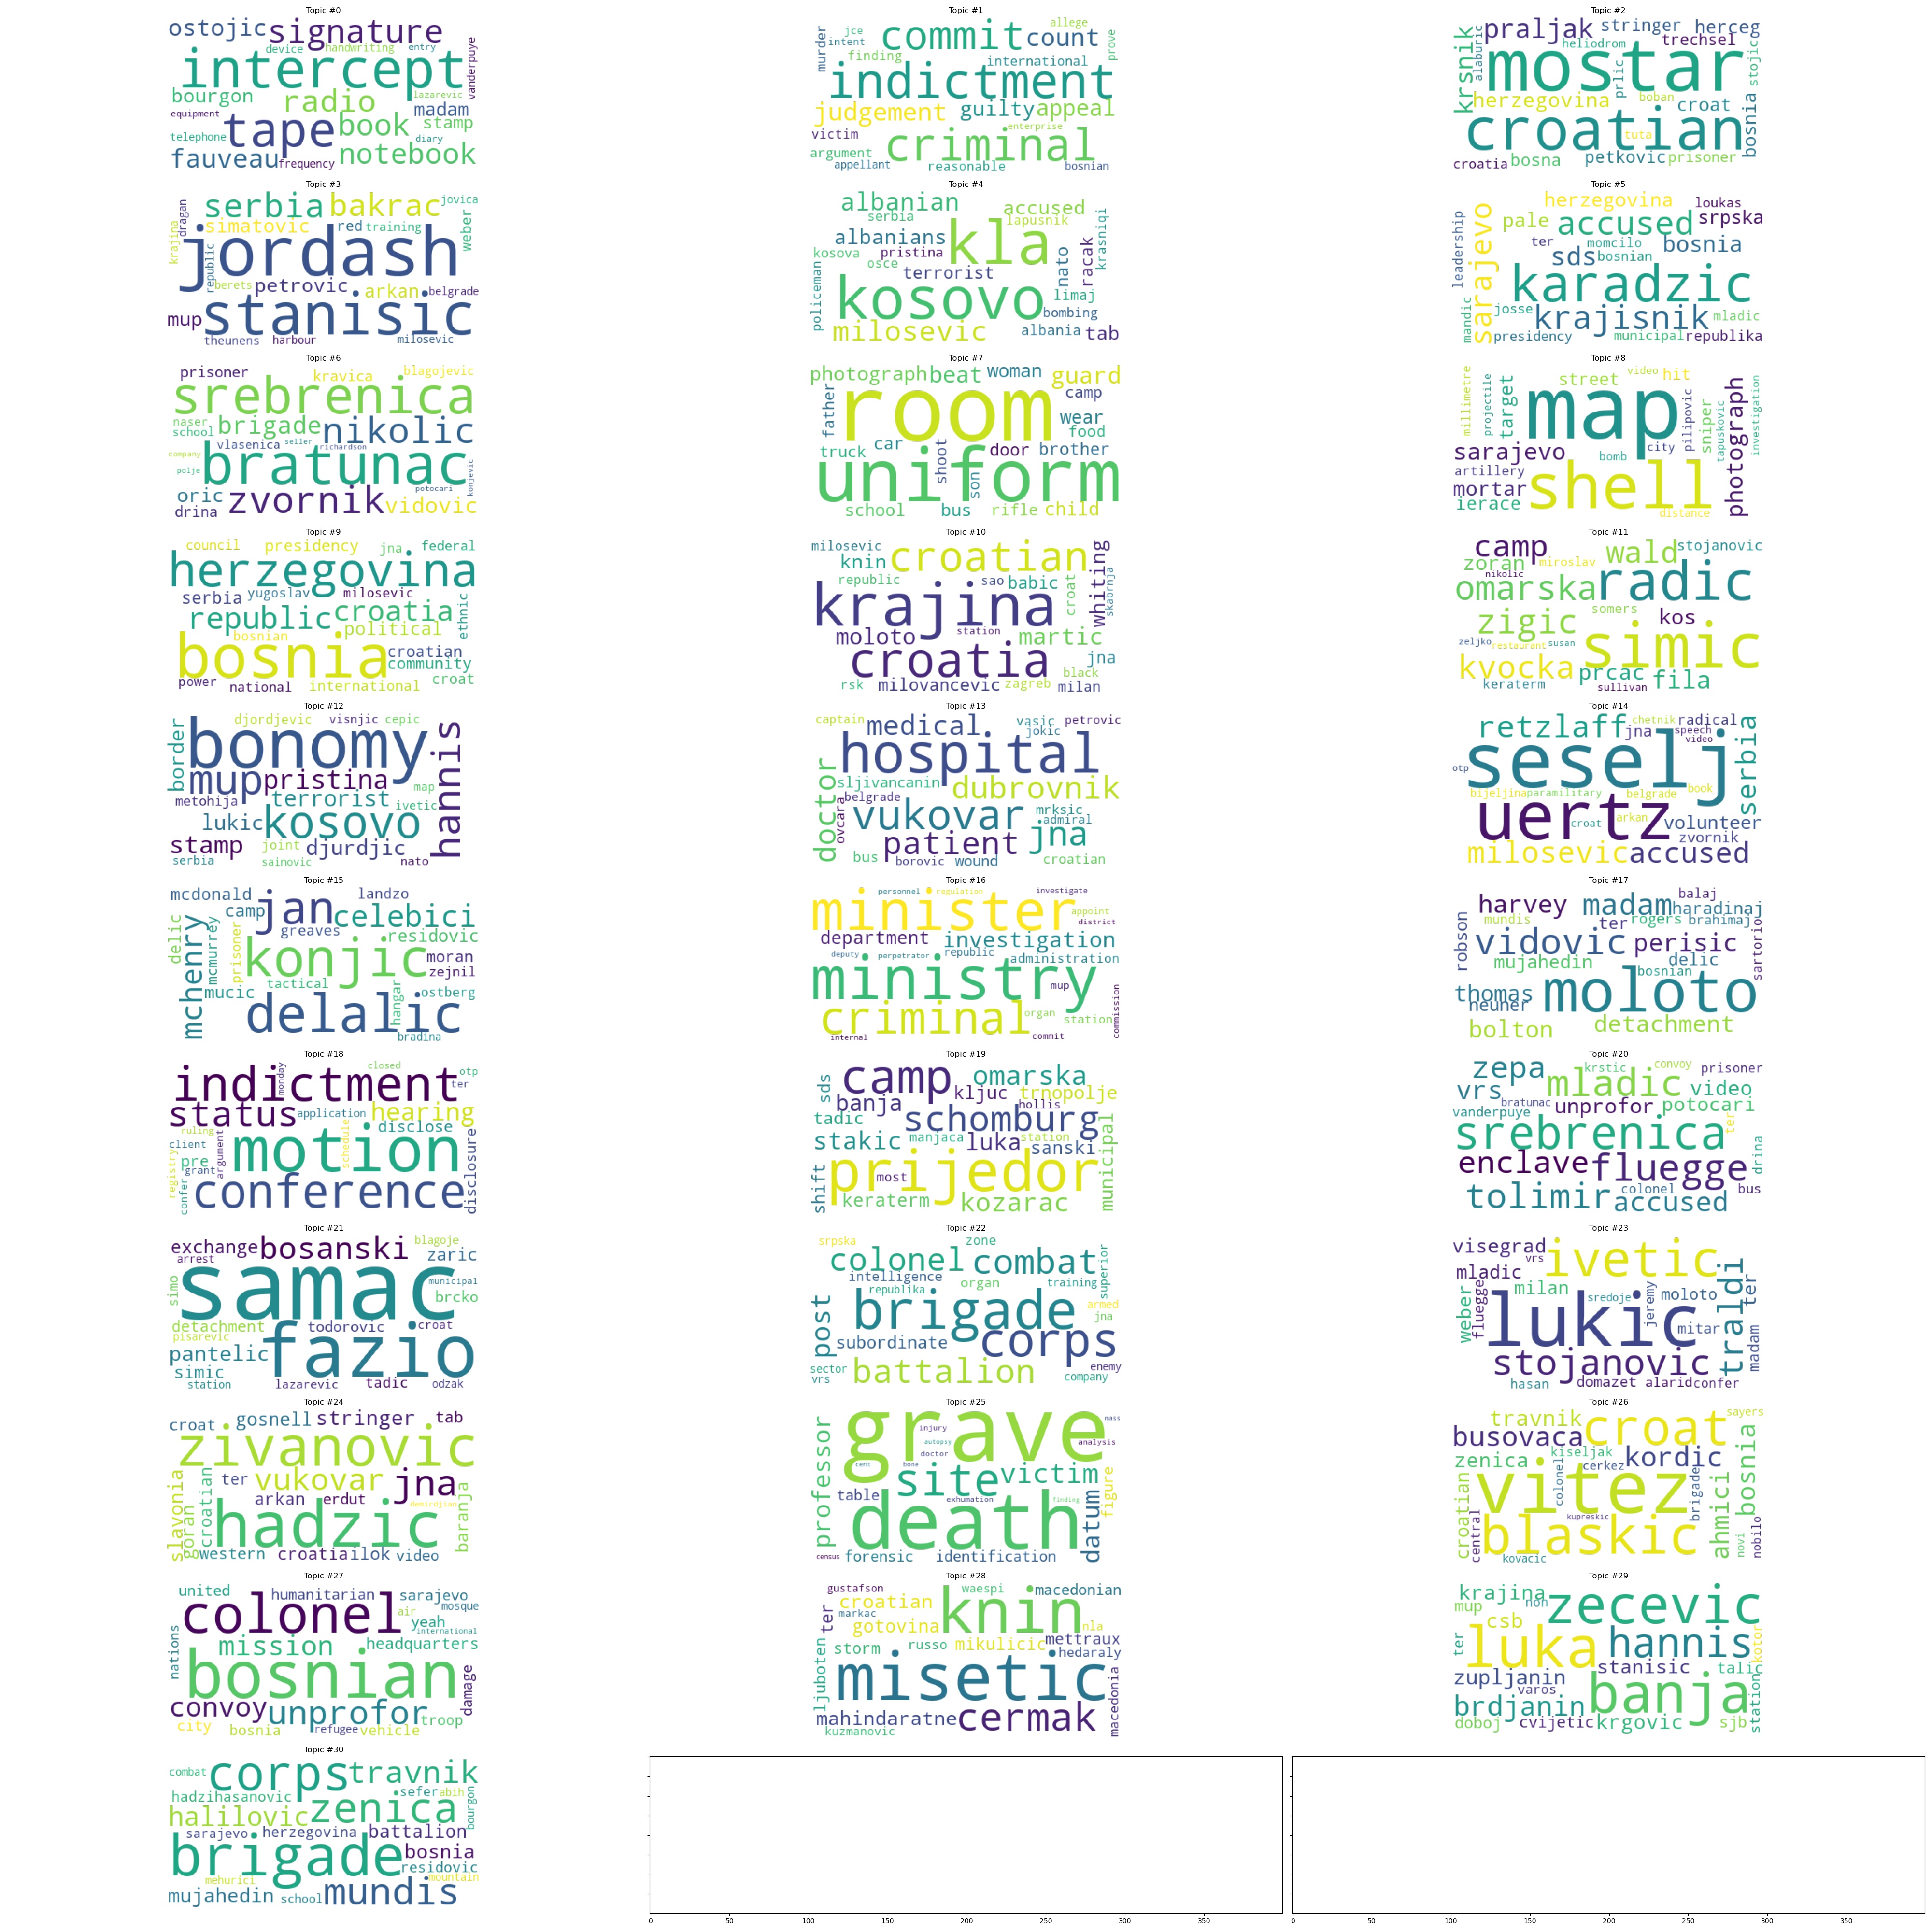 Topic #0
ostojic signature
device handwriting entry
intercept
vanderpuye
bourgon radio lazarevic
equipment madam
tape book stamp
telephone diary
fauveau frequency notebook
Topic #1
allege
murder jce commit count prove
intent
finding international
indictment
judgement guilty appeal
victim enterprise
criminal
argument
appellant reasonable bosnian
Topic #2
praljak stringer herceg
krsnik alaburic heliodrom trechsel
mostar stojic
prlic
herzegovina boban croat
croatian bosnia
tuta
croatia bosna petkovic prisoner
Topic #3
dragan serbia bakrac jovica
simatovic red training weber
krajina jordash
republic
berets petrovic arkan belgrade
mup stanisic
theunens harbour milosevic
Topic #4
albanian accused
serbia lapusnik
albanians kla krasniqi
kosova pristina nato racak
osce terrorist
policeman kosovo limaj
bombing
milosevic albania tab
Topic #5
herzegovina loukas
leadership pale accused srpska
ter momcilo bosnia
sds bosnian
sarajevo karadzic
mandic josse krajisnik mladic
presidency municipal republika
Topic #6
prisoner kravica blagojevic
srebrenica
naser brigade nikolic
school
vlasenica seller richardson
company bratunac
polje potocari konjevic
oric
drina zvornik vidovic
Topic #7
photograph beat woman guard
father room camp
wear
food
truck car shoot door brother
uniform
son
school bus rifle child
Topic #8
street video hit
millimetre projectile target map pilipovic sniper tapuskovic photograph investigation
city
sarajevo bomb
artillery
mortar shell
ierace distance
Topic #9
council presidency jna federal
herzegovina
serbia yugoslav milosevic
republic croatia ethnic
bosnian political
bosnia croatian
community
power national international croat
Topic #10
milosevic croatian whiting
knin
republic sao babic croat skabrnja
krajina
moloto station martic
croatia jna
black
rsk milovancevic zagreb milan
Topic #11
camp wald stojanovic
zoran miroslav
nikolic
omarska radic
zigic somers kos
zeljko restaurant susan simic
kvocka prcac fila
keraterm sullivan
Topic #12
djordjevic visnjic cepic
border bonomy hannis
mup pristina map
metohija terrorist ivetic
lukic kosovo
stamp joint djurdjic
serbia sainovic nato
Topic #13
captain medical vasic petrovic
jokic
hospital
doctor sljivancanin dubrovnik
belgrade
ovcara vukovar mrksic
admiral
patient jna
bus borovic wound croatian
Topic #14
retzlaff chetnik radical serbia
jna speech
video
otp seselj
bijeljina paramilitary belgrade book
uertz arkan
croat volunteer
zvornik
milosevic accused
Topic #15
mcdonald jan landzo
camp celebici
delic mchenry mcmurrey greaves
prisoner residovic
konjic moran
zejnil
mucic tactical hangar ostberg
delalic
bradina
Topic #16
personnel regulation investigate
minister appoint
district
department investigation
deputy perpetrator republic administration
ministry
mup
criminal organ station commission
internal commit
Topic #17
balaj
harvey madam haradinaj
mundis ter rogers brahimaj
robson vidovic perisic sartorio
mujahedin delic
bosnian
thomas moloto
neuner
bolton detachment
Topic #18
closed
indictment otp
monday ter
status application hearing
ruling disclose
client motion schedule
registry pre argument disclosure
grant
confer conference
Topic #19
sds camp omarska
kljuc trnopolje
banja hollis
tadic schomburg municipal
stakic manjaca luka station
sanski
shift prijedor
most
keraterm kozarac
Topic #20
zepa krstic convoy prisoner
mladic video
vrs bratunac unprofor potocari
vanderpuye
srebrenica ter
enclave fluegge drina
tolimir colonel bus
accused
Topic #21
exchange bosanski blagoje
arrest zaric
simo samac municipal
brcko
detachment todorovic croat
pisarevic
pantelic fazio
simic
station lazarevic tadic odzak
Topic #22
srpska zone
colonel combat superior
intelligence organ training
republika
post brigade armed
jna
subordinate corps
sector battalion enemy
vrs company
Topic #23
visegrad ivetic
vrs
mladic milan traldi
weber fluegge sredoje jeremy moloto ter
lukic mitar
stojanovic madam
hasan domazet alarid confer
Topic #24
croat gosnell stringer tab
zivanovic
ter vukovar jna
slavonia goran croatian arkan erdut demirdjian
hadzic baranja
western croatia ilok video
Topic #25
professor grave mass
injury
autopsy analysis
doctor
cent bone
site victim figure
table exhumation finding
death datum
census forensic identification
Topic #26
travnik croat sayers
busovaca
zenica kiseljak kordic
cerkez
croatian colonel vitez brigade ahmici bosnia
kupreskic
central blaskic novi nobilo
kovacic
Topic #27
united humanitarian sarajevo
colonel air mosque
yeah
international
nations mission headquarters
bosnian damage
convoy unprofor troop
city bosnia refugee vehicle
Topic #28
gustafson waespi macedonian
ter croatian knin
markac
gotovina nla
ljuboten storm russo mikulicic mettraux
hedaraly
misetic macedonia
mahindaratne cermak
kuzmanovic
Topic #29
krajina non zecevic
mup
csb
ter luka hannis kotor
zupljanin stanisic talic
varos
brdjanin banja station
doboj cvijetic krgovic sjb
Topic #30
combat corps travnik
hadzihasanovic sefer abih
halilovic zenica bourgon
sarajevo herzegovina battalion
brigade bosnia
residovic
mehurici mountain
mujahedin school mundis
0 50 100 150 200 250 300 350
0 50 100 150 200 250 300 350